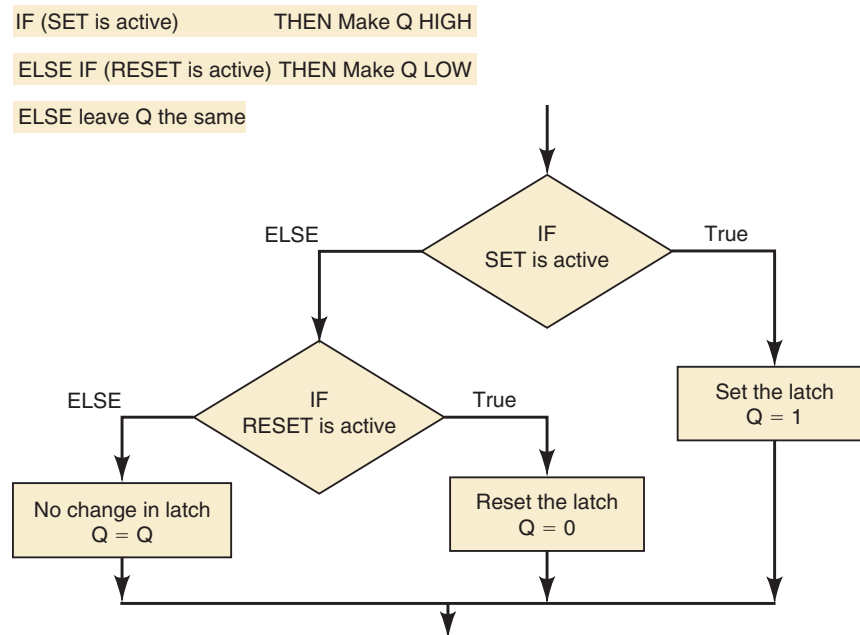 IF (SET is active) THEN Make Q HIGH
ELSE IF (RESET is active) THEN Make Q LOW
ELSE leave Q the same
IF
SET is active
ELSE
True
IF
RESET is active
ELSE
True
Set the latch
Q = 1
No change in latch
Q = Q
Reset the latch
Q = 0